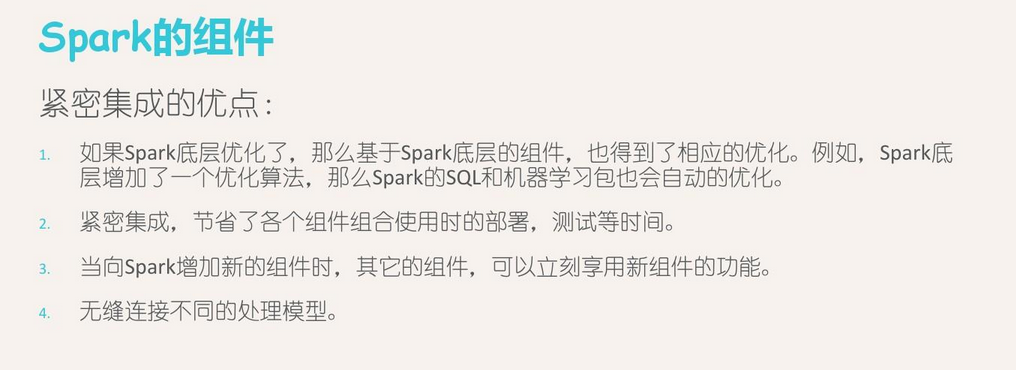 Spark的组件
紧密集成的优点:
1. 如果Spark底层优化了，那么基于Spark底层的组件，也得到了相应的优化。例如，Spark底
层增加了一个优化算法，那么Spark的SQL和机器学习包也会自动的优化。
2. 紧密集成，节省了各个组件组合使用时的部署，测试等时间。
3. 当向Spark增加新的组件时，其它的组件，可以立刻享用新组件的功能。
4. 无缝连接不同的处理模型。